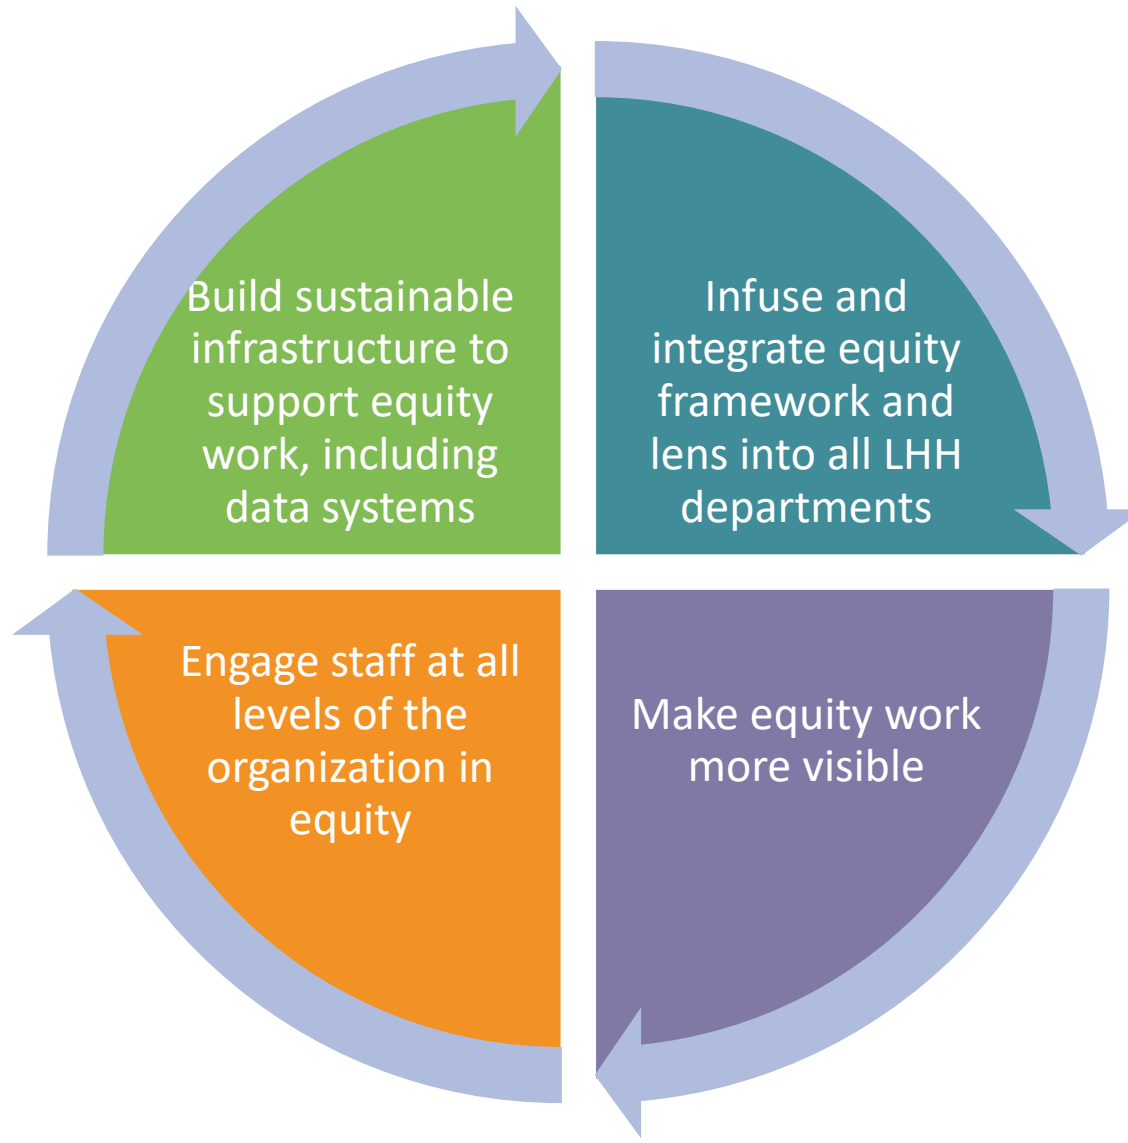 Build sustainable
infrastructure to
support equity
work, including
data systems
Infuse and
integrate equity
framework and
lens into all LHH
departments
Engage staff at all
levels of the
organization in
equity
Make equity work
more visible